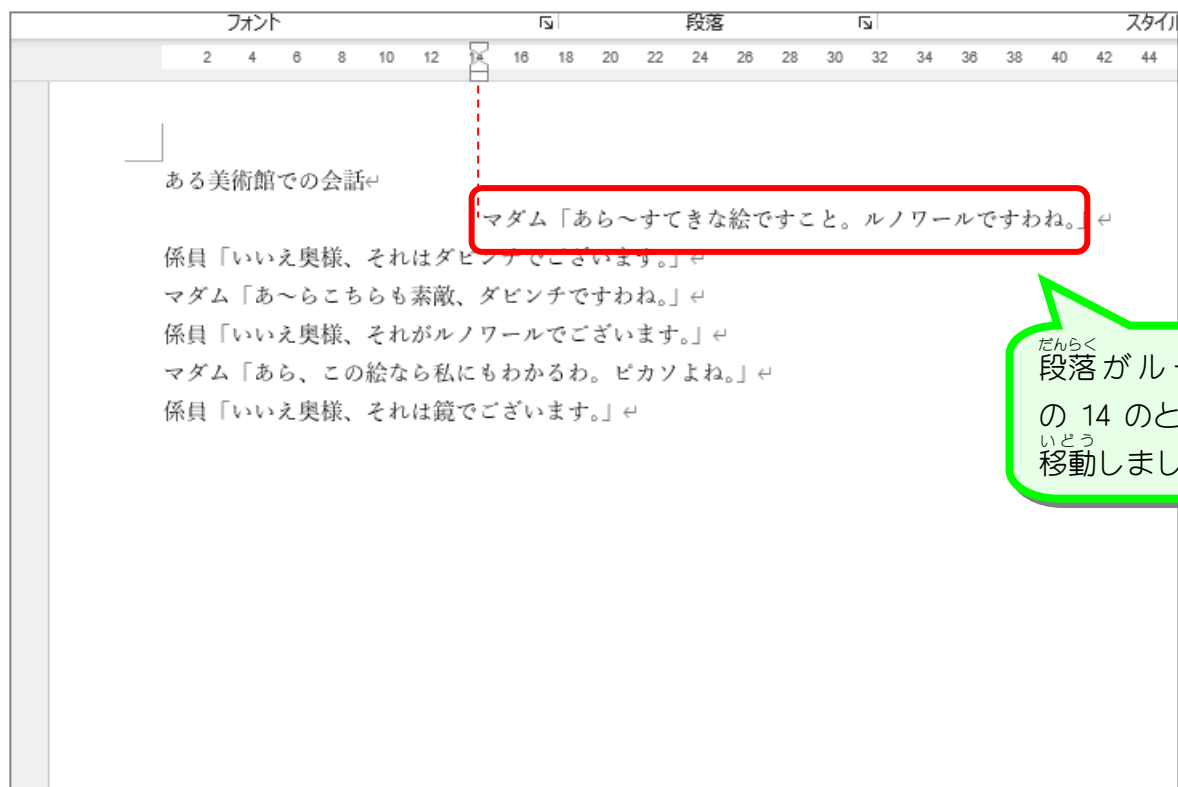 フォント 段落 スタイル
2 4 6 8 10 12 14 16 18 20 22 24 26 28 30 32 34 36 38 40 42 44
ある美術館での会話↵
マダム「あら～すてきな絵ですこと。ルノワールですわね。」↵
係員「いいえ奥様、それはダビンチでございます。」↵
マダム「あ～らこちらも素敵、ダビンチですわね。」↵
係員「いいえ奥様、それがルノワールでございます。」↵
マダム「あら、この絵なら私にもわかるわ。ピカソよね。」↵
係員「いいえ奥様、それは鏡でございます。」↵
だんらく
段落がル
の 14 のと
いどう
移動しまし